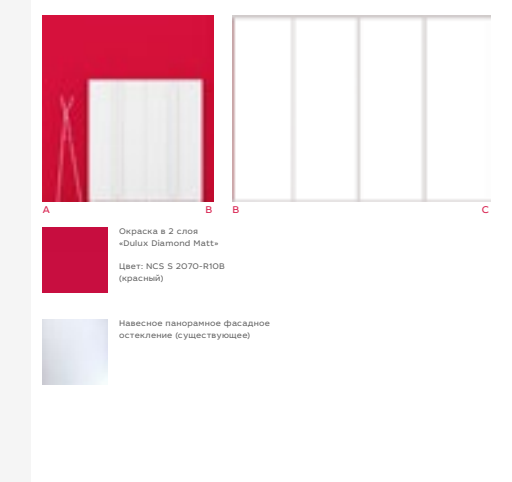 A B B C
Окраска в 2 слоя
«Dulux Diamond Matt»
Цвет: NCS S 2070-R10B
(красный)
Навесное панорамное фасадное
остекление (существующее)